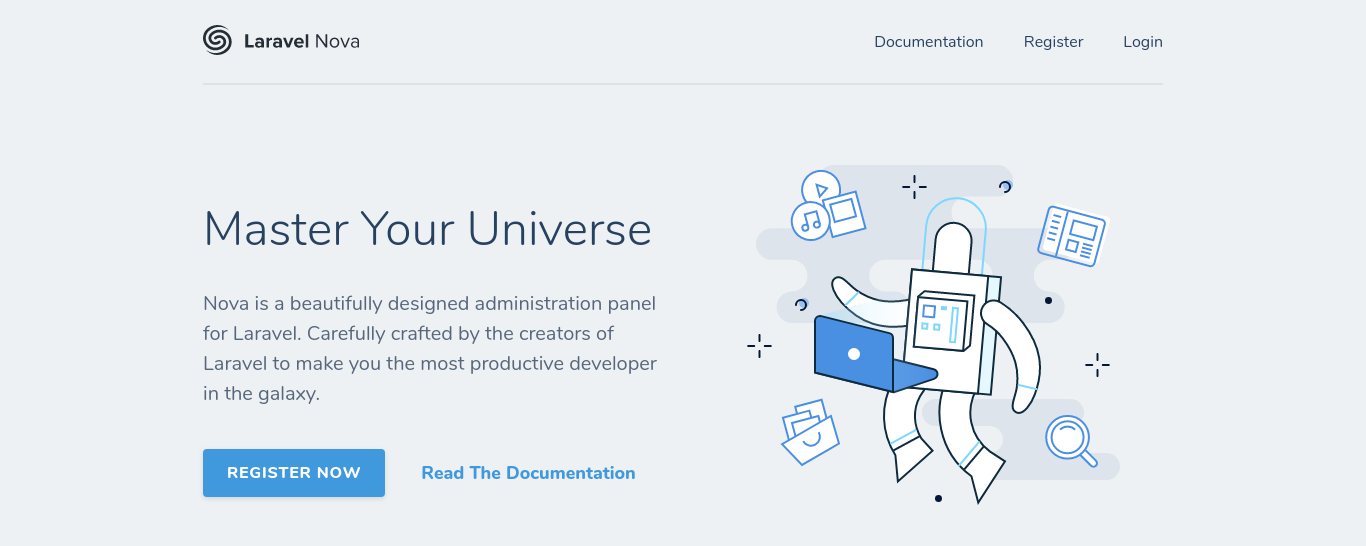 Laravel Nova
Documentation
Register
Login
Master Your Universe
Nova is a beautifully designed administration panel
for Laravel. Carefully crafted by the creators of
Laravel to make you the most productive developer
in the galaxy.
REGISTER NOW
Read The Documentation